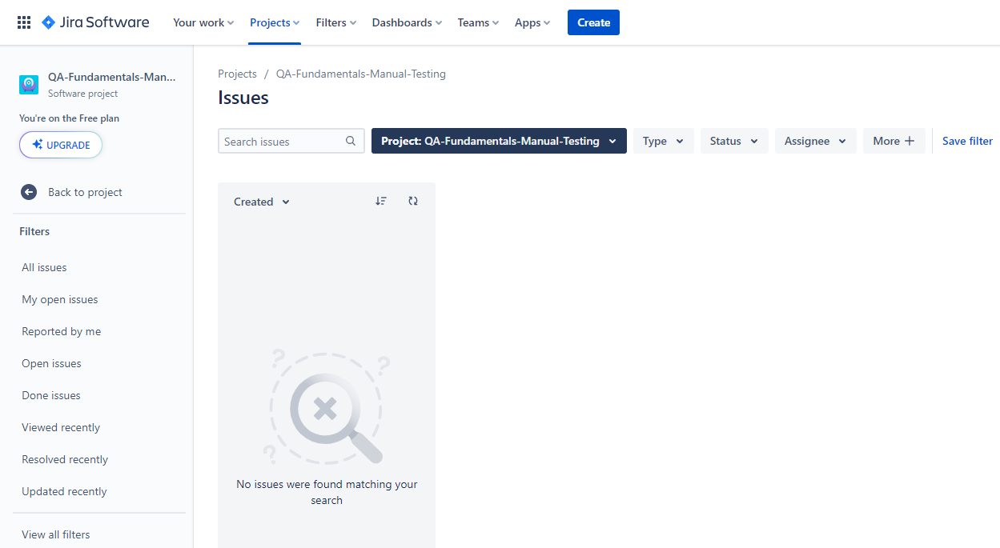 Jira Software Your work Projects Filters Dashboards Teams Apps Create
QA-Fundamentals-Man...
Software project
You're on the Free plan
UPGRADE
Back to project
Filters
All issues
My open issues
Reported by me
Open issues
Done issues
Viewed recently
Resolved recently
Updated recently
View all filters
Projects / QA-Fundamentals-Manual-Testing
Issues
Search issues Project: QA-Fundamentals-Manual-Testing Type Status Assignee More + Save filter
Created
? ?
?
No issues were found matching your
search